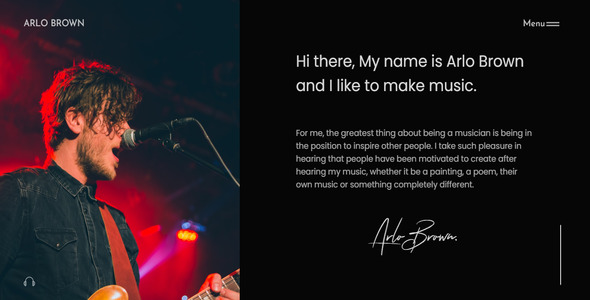 ARLO BROWN
Menu
Hi there, My name is Arlo Brown
and I like to make music.
For me, the greatest thing about being a musician is being in
the position to inspire other people. I take such pleasure in
hearing that people have been motivated to create after
hearing my music, whether it be a painting, a poem, their
own music or something completely different.
Arlo Brown.